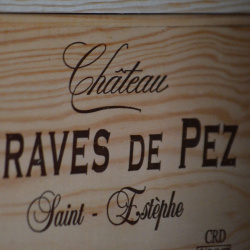 Château
RAVES DE PEZ
Saint - Estèphe
CRD